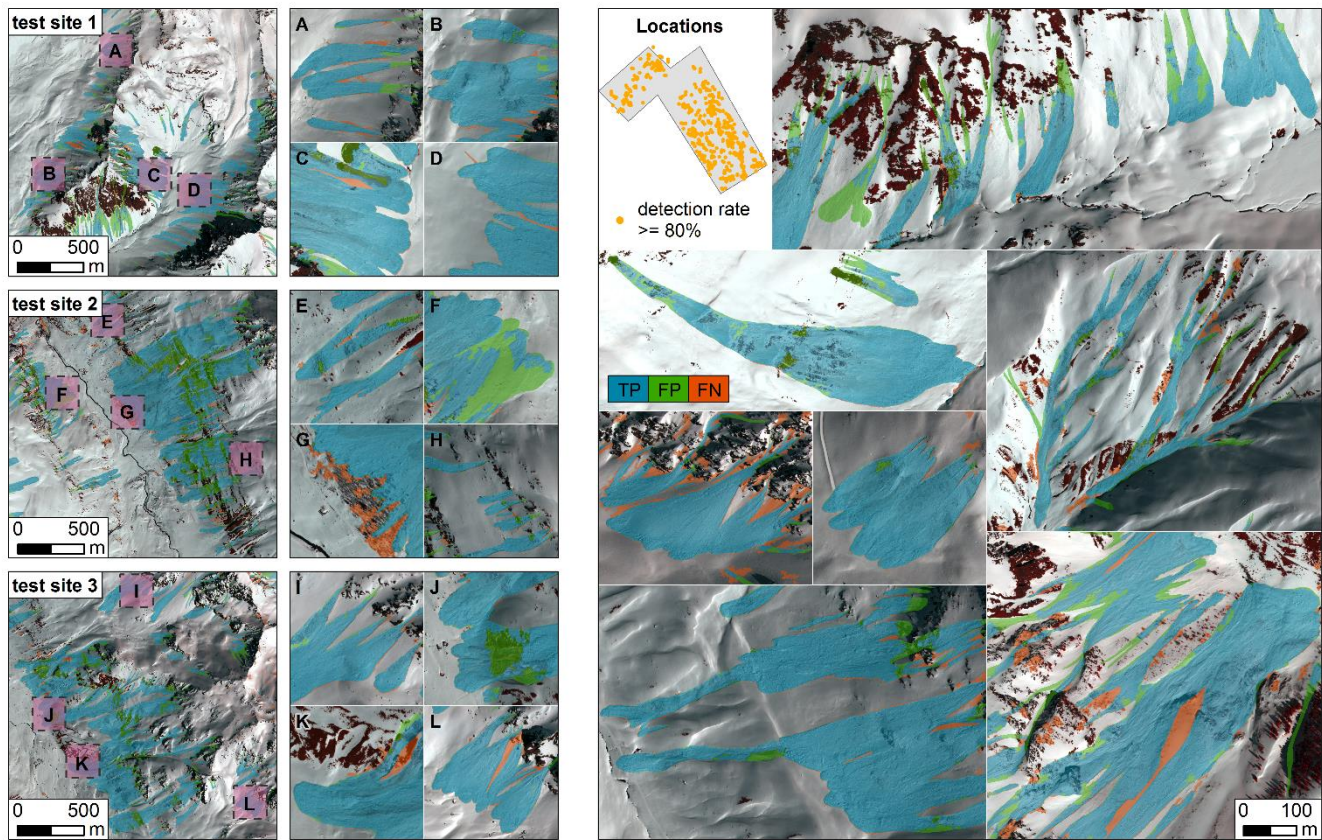 test site 1
A
B
C
D
0 500
m
A
B
C
D
test site 2
E
F
G
H
0 500
m
E
F
G
H
test site 3
I
J
K
L
0 500
m
I
J
K
L
Locations
detection rate
>= 80%
TP FP FN
0 100
m